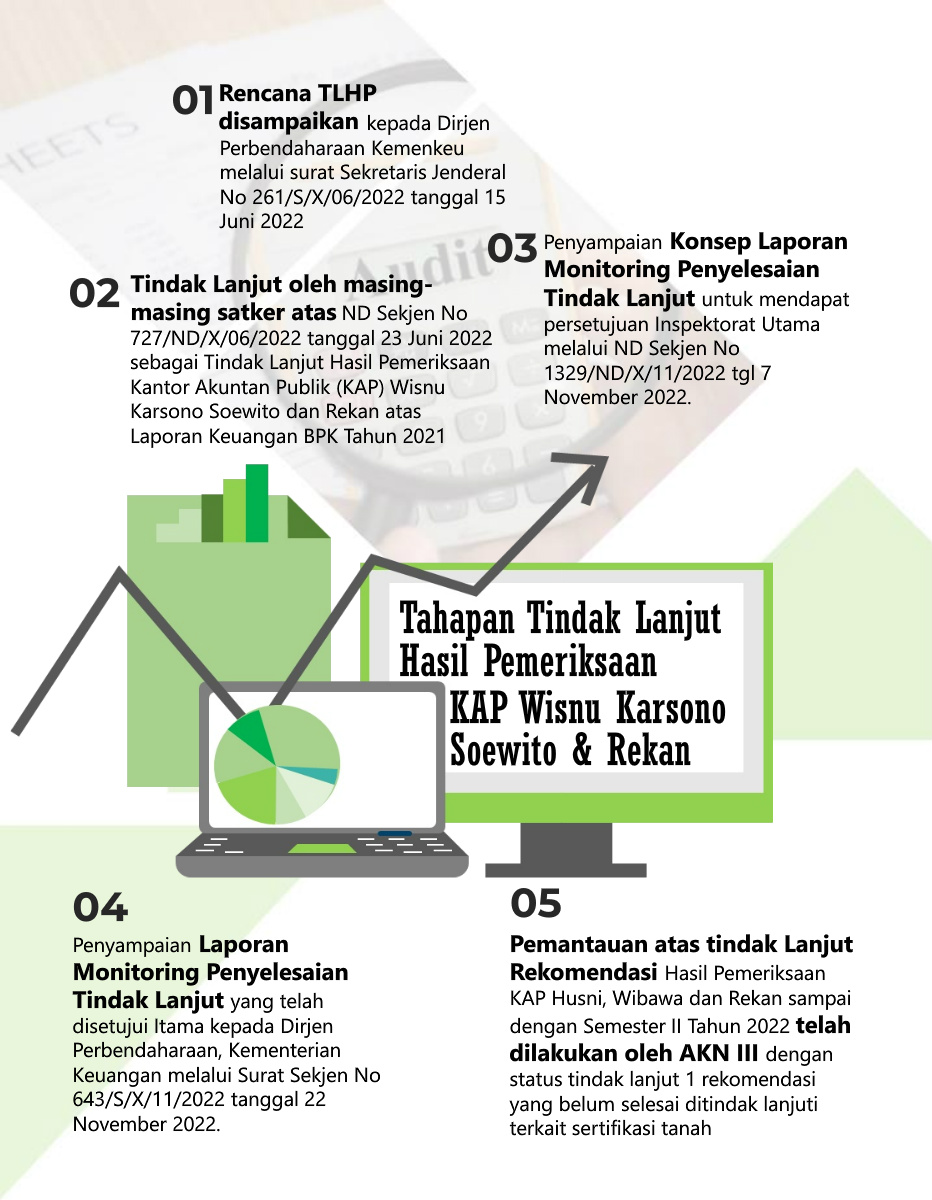 01
Rencana TLHP
disampaikan kepada Dirjen
Perbendaharaan Kemenkeu
melalui surat Sekretaris Jenderal
No 261/S/X/06/2022 tanggal 15
Juni 2022
02
Tindak Lanjut oleh masing-
masing satker atas ND Sekjen No
727/ND/X/06/2022 tanggal 23 Juni 2022
sebagai Tindak Lanjut Hasil Pemeriksaan
Kantor Akuntan Publik (KAP) Wisnu
Karsono Soewito dan Rekan atas
Laporan Keuangan BPK Tahun 2021
03
Penyampaian Konsep Laporan
Monitoring Penyelesaian
Tindak Lanjut untuk mendapat
persetujuan Inspektorat Utama
melalui ND Sekjen No
1329/ND/X/11/2022 tgl 7
November 2022.
HEETS
Audit
Tahapan Tindak Lanjut
Hasil Pemeriksaan
KAP Wisnu Karsono
Soewito & Rekan
04
Penyampaian Laporan
Monitoring Penyelesaian
Tindak Lanjut yang telah
disetujui Itama kepada Dirjen
Perbendaharaan, Kementerian
Keuangan melalui Surat Sekjen No
643/S/X/11/2022 tanggal 22
November 2022.
05
Pemantauan atas tindak Lanjut
Rekomendasi Hasil Pemeriksaan
KAP Husni, Wibawa dan Rekan sampai
dengan Semester II Tahun 2022 telah
dilakukan oleh AKN III dengan
status tindak lanjut 1 rekomendasi
yang belum selesai ditindak lanjuti
terkait sertifikasi tanah